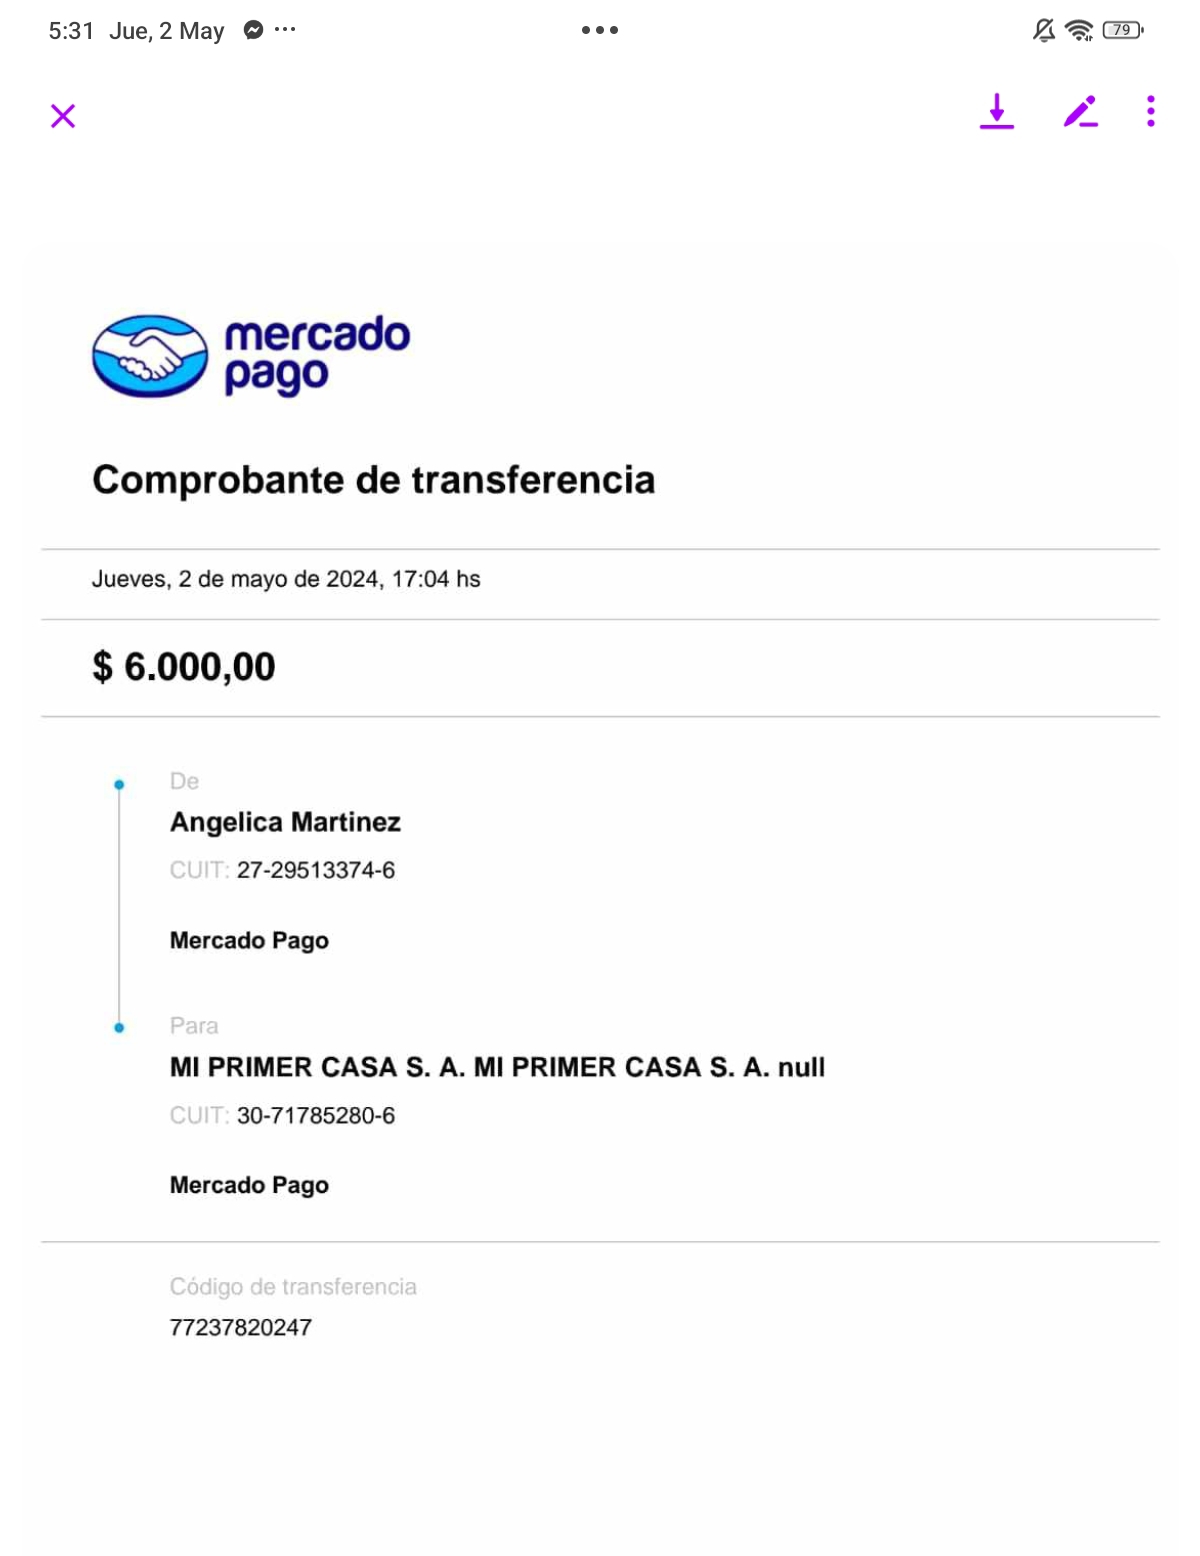 5:31 Jue, 2 May
79
mercado
pago
Comprobante de transferencia
Jueves, 2 de mayo de 2024, 17:04 hs
$ 6.000,00
De
Angelica Martinez
CUIT: 27-29513374-6
Mercado Pago
Para
MI PRIMER CASA S. A. MI PRIMER CASA S. A. null
CUIT: 30-71785280-6
Mercado Pago
Código de transferencia
77237820247